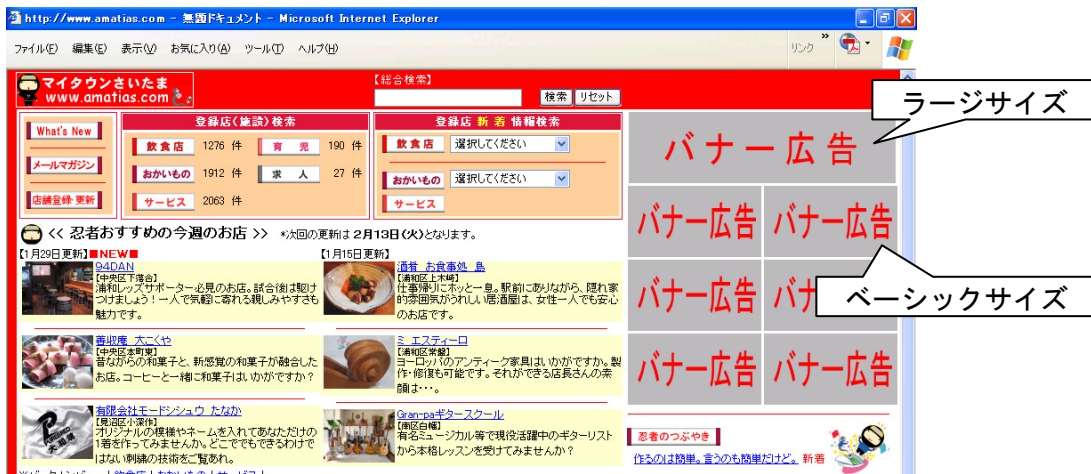 http://www.amatias.com - 無題ドキュメント - Microsoft Internet Explorer
ファイル(F) 編集(E) 表示(V) お気に入り(A) ツール(T) ヘルプ(H)
リンク »
マイタウンさいたま
www.amatias.com
【総合検索】
検索 リセット
ラージサイズ
What's New
メールマガジン
店舗登録・更新
登録店(施設)検索
飲食店 1276 件 育児 190 件
おかいもの 1912 件 求人 27 件
サービス 2063 件
登録店 新着 情報検索
飲食店 選択してください
おかいもの 選択してください
サービス
バナー広告
バナー広告 バナー広告
バナー広告 バナ
ベーシックサイズ
バナー広告 バナー広告
<< 忍者おすすめの今週のお店 >> *次回の更新は2月13日(火)となります。
【1月29日更新】■NEW■
94DAN
【中央区下落合】
浦和レッズサポーター必見のお店。試合後は駆け
つけましょう!一人で気軽に寄れる親しみやすさも
魅力です。
【1月15日更新】
酒肴 お食事処 島
【浦和区上木崎】
仕事帰りにホッと一息。駅前にありながら、隠れ家
的雰囲気がうれしい居酒屋は、女性一人でも安心
のお店です。
菓匠庵 大こくや
【中央区本町東】
昔ながらの和菓子と、新感覚の和菓子が融合した
お店。コーヒーと一緒に和菓子はいかがですか?
ミ エスティーロ
【浦和区常盤】
ヨーロッパのアンティーク家具はいかがですか。製
作・修復も可能です。それができる店長さんの素
顔は・・・。
有限会社モードシシュウ たなか
【見沼区小深作】
オリジナルの模様やネームを入れてあなただけの
1着を作ってみませんか。どこででもできるわけで
はない刺繍の技術をご覧あれ。
Gran-paギタースクール
【南区白幡】
有名ミュージカル等で現役活躍中のギターリスト
から本格レッスンを受けてみませんか?
忍者のつぶやき
作るのは簡単。言うのも簡単だけど。 新着